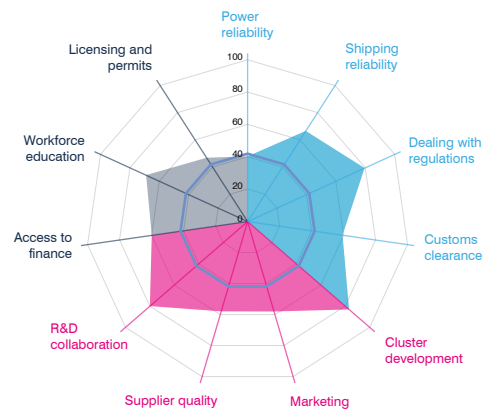 Power
reliability
Licensing and
permits
Shipping
reliability
100
80
60
40
20
0
Workforce
education
Dealing with
regulations
Access to
finance
Customs
clearance
R&D
collaboration
Cluster
development
Supplier quality
Marketing